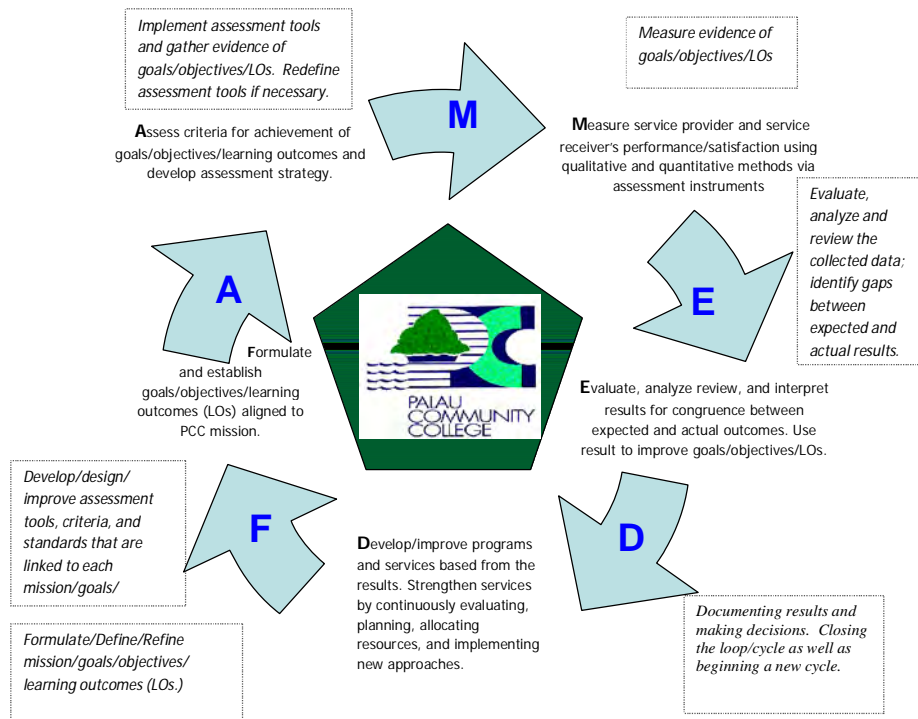 Implement assessment tools
and gather evidence of
goals/objectives/LOs.  Redefine
assessment tools if necessary.
Measure evidence of
goals/objectives/LOs
M
Assess criteria for achievement of
goals/objectives/learning outcomes and
develop assessment strategy.
Measure service provider and service
receiver's performance/satisfaction using
qualitative and quantitative methods via
assessment instruments
Evaluate,
analyze and
review the
collected data;
identify gaps
between
expected and
actual results.
A
E
Formulate
and establish
goals/objectives/learning
outcomes (LOs) aligned to
PCC mission.
PALAU
COMMUNITY
COLLEGE
Evaluate, analyze review, and interpret
results for congruence between
expected and actual outcomes. Use
result to improve goals/objectives/LOs.
Develop/design/
improve assessment
tools, criteria, and
standards that are
linked to each
mission/goals/
F
D
Develop/improve programs
and services based from the
results. Strengthen services
by continuously evaluating,
planning, allocating
resources, and implementing
new approaches.
Documenting results and
making decisions.  Closing
the loop/cycle as well as
beginning a new cycle.
Formulate/Define/Refine
mission/goals/objectives/
learning outcomes (LOs.)